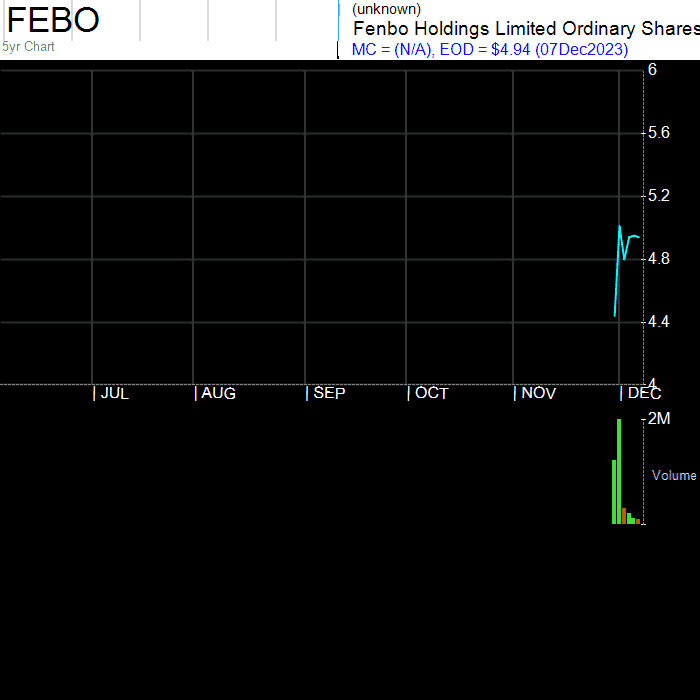 FEBO
5yr Chart
(unknown)
Fenbo Holdings Limited Ordinary Shares
MC = (N/A), EOD = $4.94 (07Dec2023)
6
5.6
5.2
4.8
4.4
4
JUL AUG SEP OCT NOV DEC
2M
Volume